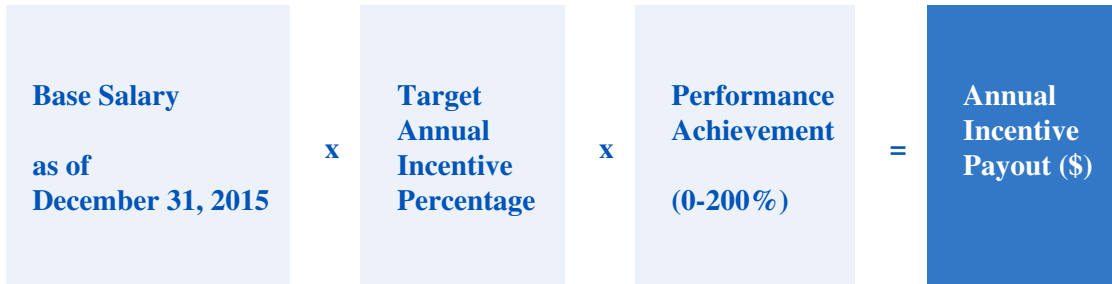 Base Salary
as of
December 31, 2015
x
Target
Annual
Incentive
Percentage
x
Performance
Achievement
(0-200%)
=
Annual
Incentive
Payout ($)